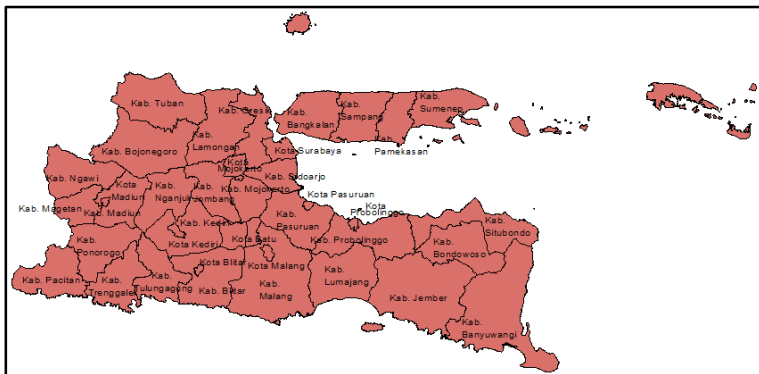 Kab. Tuban
Kab. Gresik
Kab.
Bangkalan
Kab.
Sampang
Kab.
Sumenep
Kab.
Pamekasan
Kab. Bojonegoro
Kab.
Lamongan
Kota Surabaya
Kota
Mojokerto
Kab. Sidoarjo
Kab. Ngawi
Kota
Madiun
Kab.
Nganjuk
Kab.
Jombang
Kab. Mojokerto
Kota Pasuruan
Kota
Probolinggo
Kab. Magetan
Kab. Madiun
Kab. Kediri
Kota Kediri
Kota Batu
Kab.
Pasuruan
Kab. Probolinggo
Kab.
Situbondo
Kab.
Bondowoso
Kab.
Ponorogo
Kota Blitar
Kota Malang
Kab. Pacitan
Kab.
Trenggalek
Kab.
Tulungagung
Kab. Blitar
Kab.
Malang
Kab.
Lumajang
Kab. Jember
Kab.
Banyuwangi